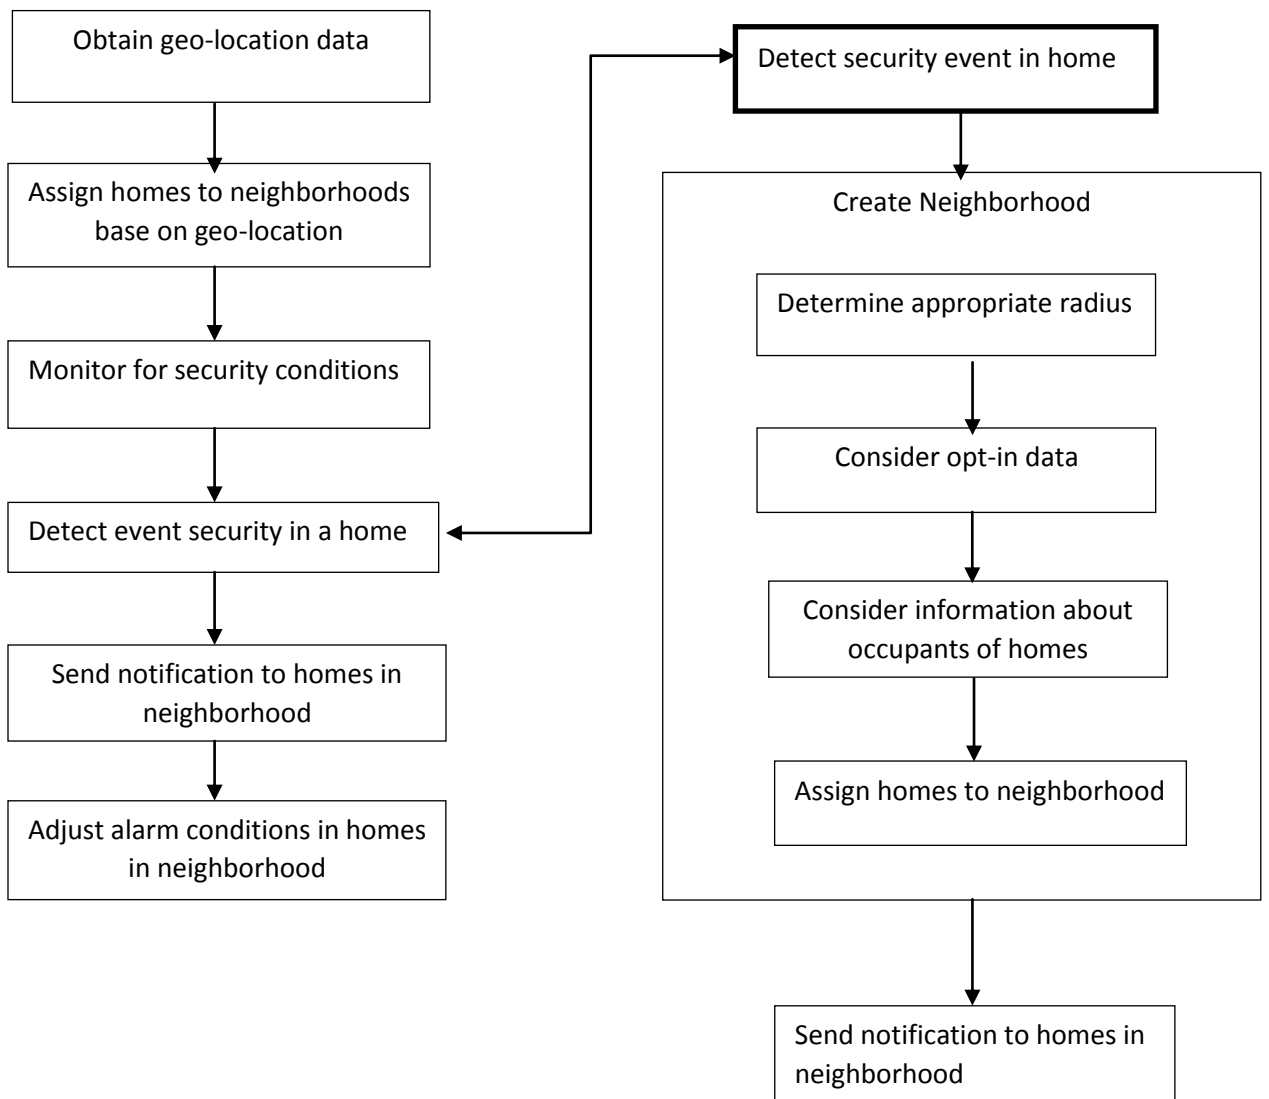 Obtain geo-location data
Assign homes to neighborhoods
base on geo-location
Monitor for security conditions
Detect event security in a home
Send notification to homes in
neighborhood
Adjust alarm conditions in homes
in neighborhood
Detect security event in home
Create Neighborhood
Determine appropriate radius
Consider opt-in data
Consider information about
occupants of homes
Assign homes to neighborhood
Send notification to homes in
neighborhood